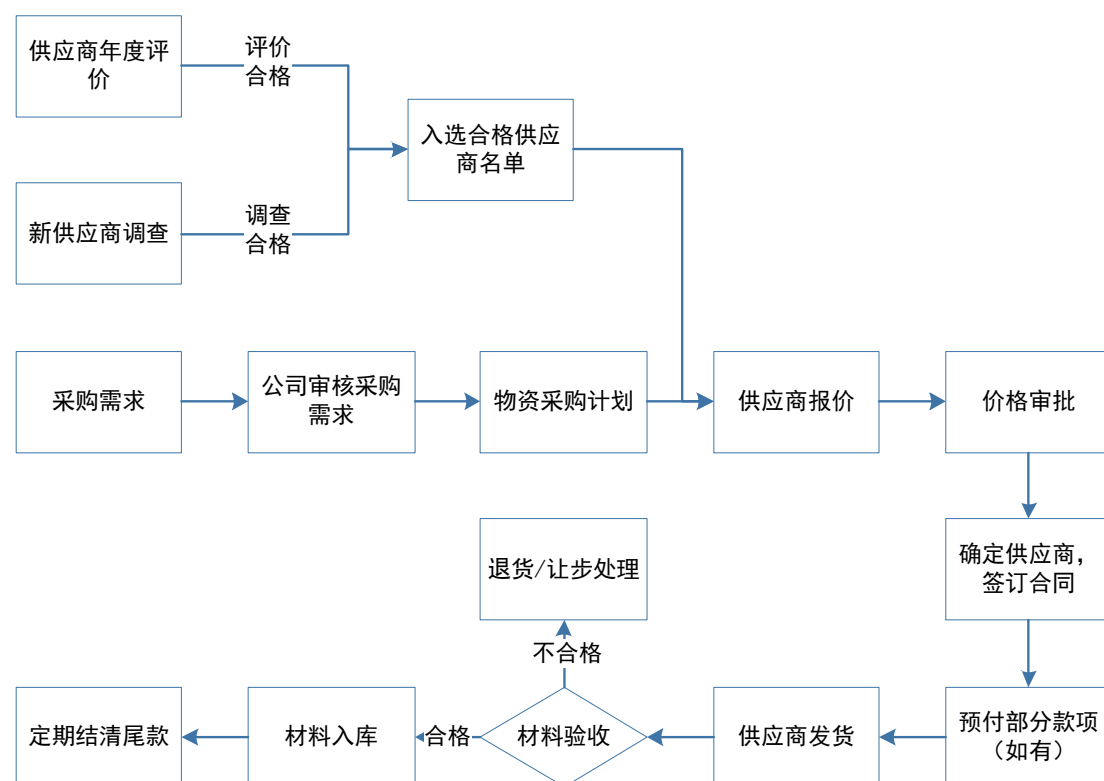 供应商年度评
价
评价
合格
入选合格供应
商名单
新供应商调查
调查
合格
采购需求
公司审核采购
需求
物资采购计划
供应商报价
价格审批
确定供应商，
签订合同
退货/让步处理
不合格
定期结清尾款
材料入库
合格
材料验收
供应商发货
预付部分款项
（如有）